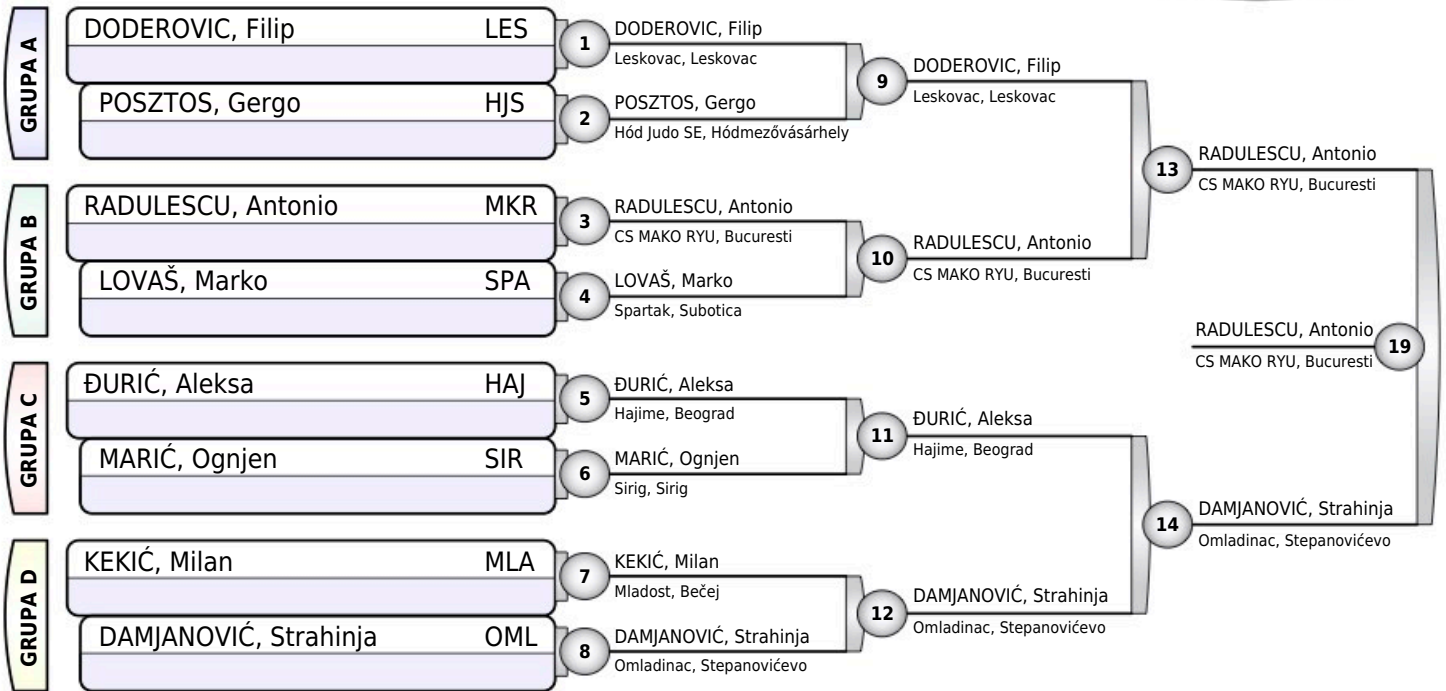 GRUPA A
DODEROVIC, Filip LES
POSZTOS, Gergo HJS
1
DODEROVIC, Filip
Leskovac, Leskovac
2
POSZTOS, Gergo
Hód Judo SE, Hódmezővásárhely
9
DODEROVIC, Filip
Leskovac, Leskovac
GRUPA B
RADULESCU, Antonio MKR
LOVAŠ, Marko SPA
3
RADULESCU, Antonio
CS MAKO RYU, Bucuresti
4
LOVAŠ, Marko
Spartak, Subotica
10
RADULESCU, Antonio
CS MAKO RYU, Bucuresti
13
RADULESCU, Antonio
CS MAKO RYU, Bucuresti
GRUPA C
ĐURIĆ, Aleksa HAJ
MARIĆ, Ognjen SIR
5
ĐURIĆ, Aleksa
Hajime, Beograd
6
MARIĆ, Ognjen
Sirig, Sirig
11
ĐURIĆ, Aleksa
Hajime, Beograd
GRUPA D
KEKIĆ, Milan MLA
DAMJANOVIĆ, Strahinja OML
7
KEKIĆ, Milan
Mladost, Bečej
8
DAMJANOVIĆ, Strahinja
Omladinac, Stepanovićevo
12
DAMJANOVIĆ, Strahinja
Omladinac, Stepanovićevo
14
DAMJANOVIĆ, Strahinja
Omladinac, Stepanovićevo
RADULESCU, Antonio
CS MAKO RYU, Bucuresti
19